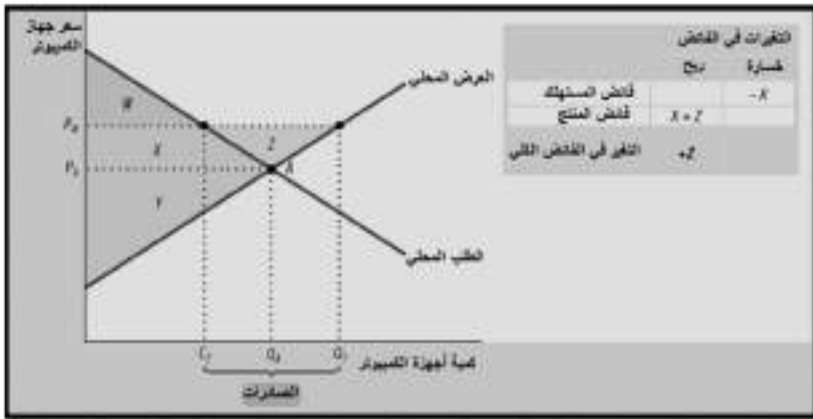 سعر جهاز
الكمبيوتر
العرض المحلي
W
Z
X
A
Y
الطلب المحلي
كمية أجهزة الكمبيوتر
الصادرات
التغيرات في الفائض
ربح خسارة
فائض المستهلك - X
فائض المنتج X + Z
التغير في الفائض الكلي +Z